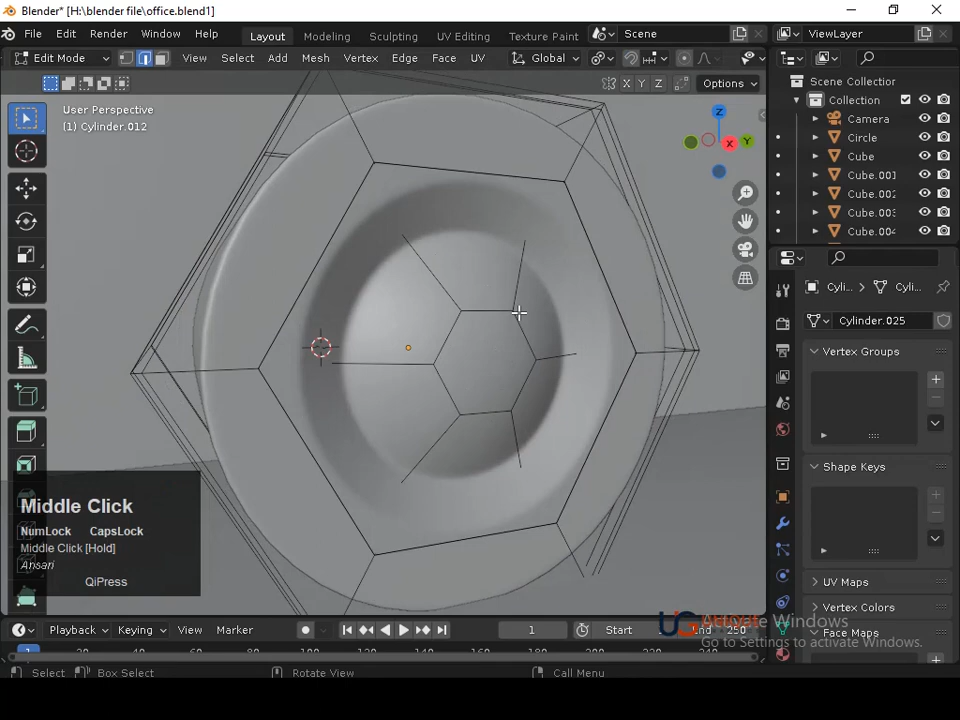 Blender* [H:\blender file\office.blend1]
File Edit Render Window Help Layout Modeling Sculpting UV Editing Texture Paint Scene ViewLayer
Edit Mode View Select Add Mesh Vertex Edge Face UV Global
X Y Z Options
User Perspective
(1) Cylinder.012
Z
X
Y
Scene Collection
Collection
Camera
Circle
Cube
Cube.001
Cube.002
Cube.003
Cube.004
Cyli... Cyli...
Cylinder.025
Vertex Groups
Shape Keys
UV Maps
Vertex Colors
Face Maps
Middle Click
NumLock CapsLock
Middle Click [Hold]
Ansari
QiPress
Activate Windows
Go to Settings to activate Windows.
Playback Keying View Marker 1 Start End 250
Select Box Select Rotate View Call Menu